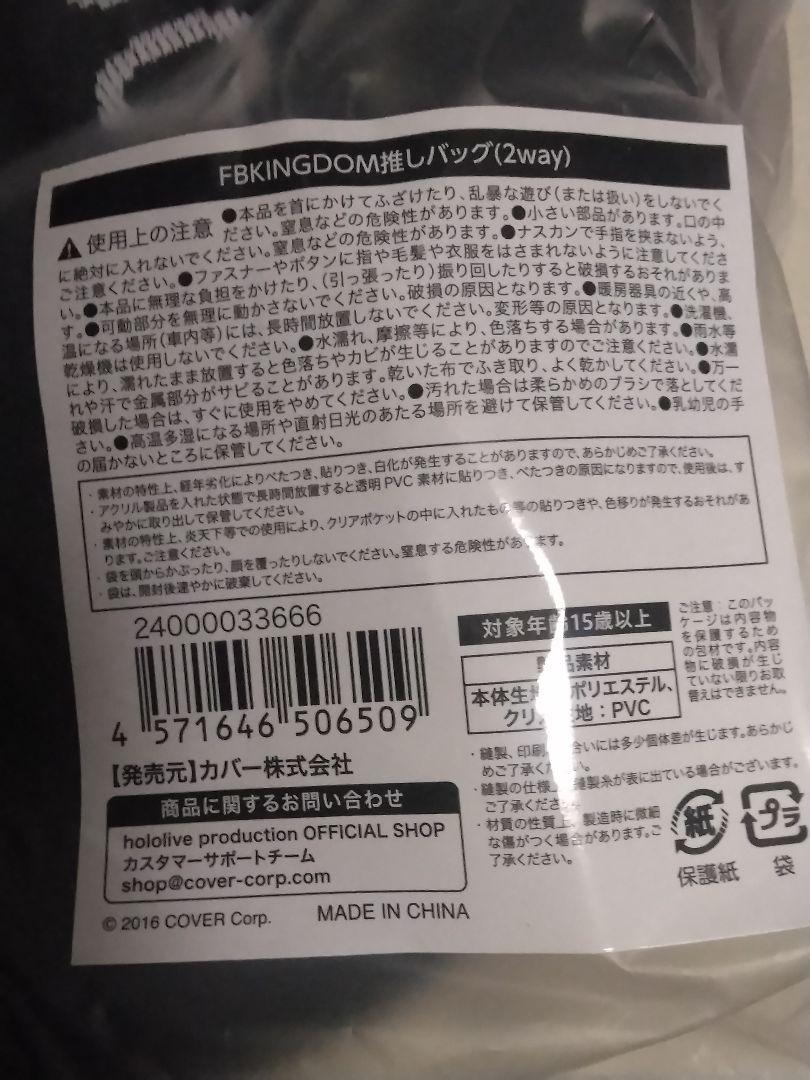 FBKINGDOM推しバッグ(2way)
使用上の注意 ●本品を首にかけてふざけたり、乱暴な遊び(または扱い)をしないでく
ださい。窒息などの危険性があります。●小さい部品があります。口の中
に絶対に入れないでください。窒息などの危険性があります。●ナスカンで手指を挟まないよう、
ご注意ください。●ファスナーやボタンに指や毛髪や衣服をはさまれないように注意してくださ
い。●本品に無理な負担をかけたり、(引っ張ったり)振り回したりすると破損するおそれがありま
す。●可動部分を無理に動かさないでください。破損の原因となります。●暖房器具の近くや、高
温になる場所(車内等)には、長時間放置しないでください。変形等の原因となります。●洗濯機、
乾燥機は使用しないでください。●水濡れ、摩擦等により、色落ちする場合があります。●雨水等
により、濡れたまま放置すると色落ちやカビが生じることがありますのでご注意ください。●水濡
れや汗で金属部分がサビることがあります。乾いた布でふき取り、よく乾かしてください。●万一
破損した場合は、すぐに使用をやめてください。●汚れた場合は柔らかめのブラシで落としてくだ
さい。●高温多湿になる場所や直射日光のあたる場所を避けて保管してください。●乳幼児の手
の届かないところに保管してください。
・素材の特性上、経年劣化によりべたつき、貼りつき、白化が発生することがありますので、あらかじめご了承ください。
・アクリル製品を入れた状態で長時間放置すると透明PVC素材に貼りつき、べたつきの原因になりますので、使用後は、す
みやかに取り出して保管してください。
・素材の特性上、炎天下等での使用により、クリアポケットの中に入れたもの等の貼りつきや、色移りが発生するおそれがあ
ります。ご注意ください。
・袋を頭からかぶったり、顔を覆ったりしないでください。窒息する危険性があります。
・袋は、開封後速やかに破棄してください。
24000033666
4 571646 506509
【発売元】カバー株式会社
商品に関するお問い合わせ
hololive production OFFICIAL SHOP
カスタマーサポートチーム
shop@cover-corp.com
© 2016 COVER Corp. MADE IN CHINA
対象年齢15歳以上
製品素材
本体生地 ポリエステル、
クリ 地：PVC
ご注意：このパッ
ケージは内容物
を保護するため
の包材です。内容
物に破損が生じ
ていない限りお取
替えはできません。
・縫製、印刷 合いには多少個体差が生じます。あらかじ
めご了承ください。
・縫製の仕様上、縫製糸が表に出ている場合がございます。
ご了承ください。
・材質の性質上、製造時に微細
な傷がつく場合があります。ご
了承ください。
紙
保護紙
プラ
袋